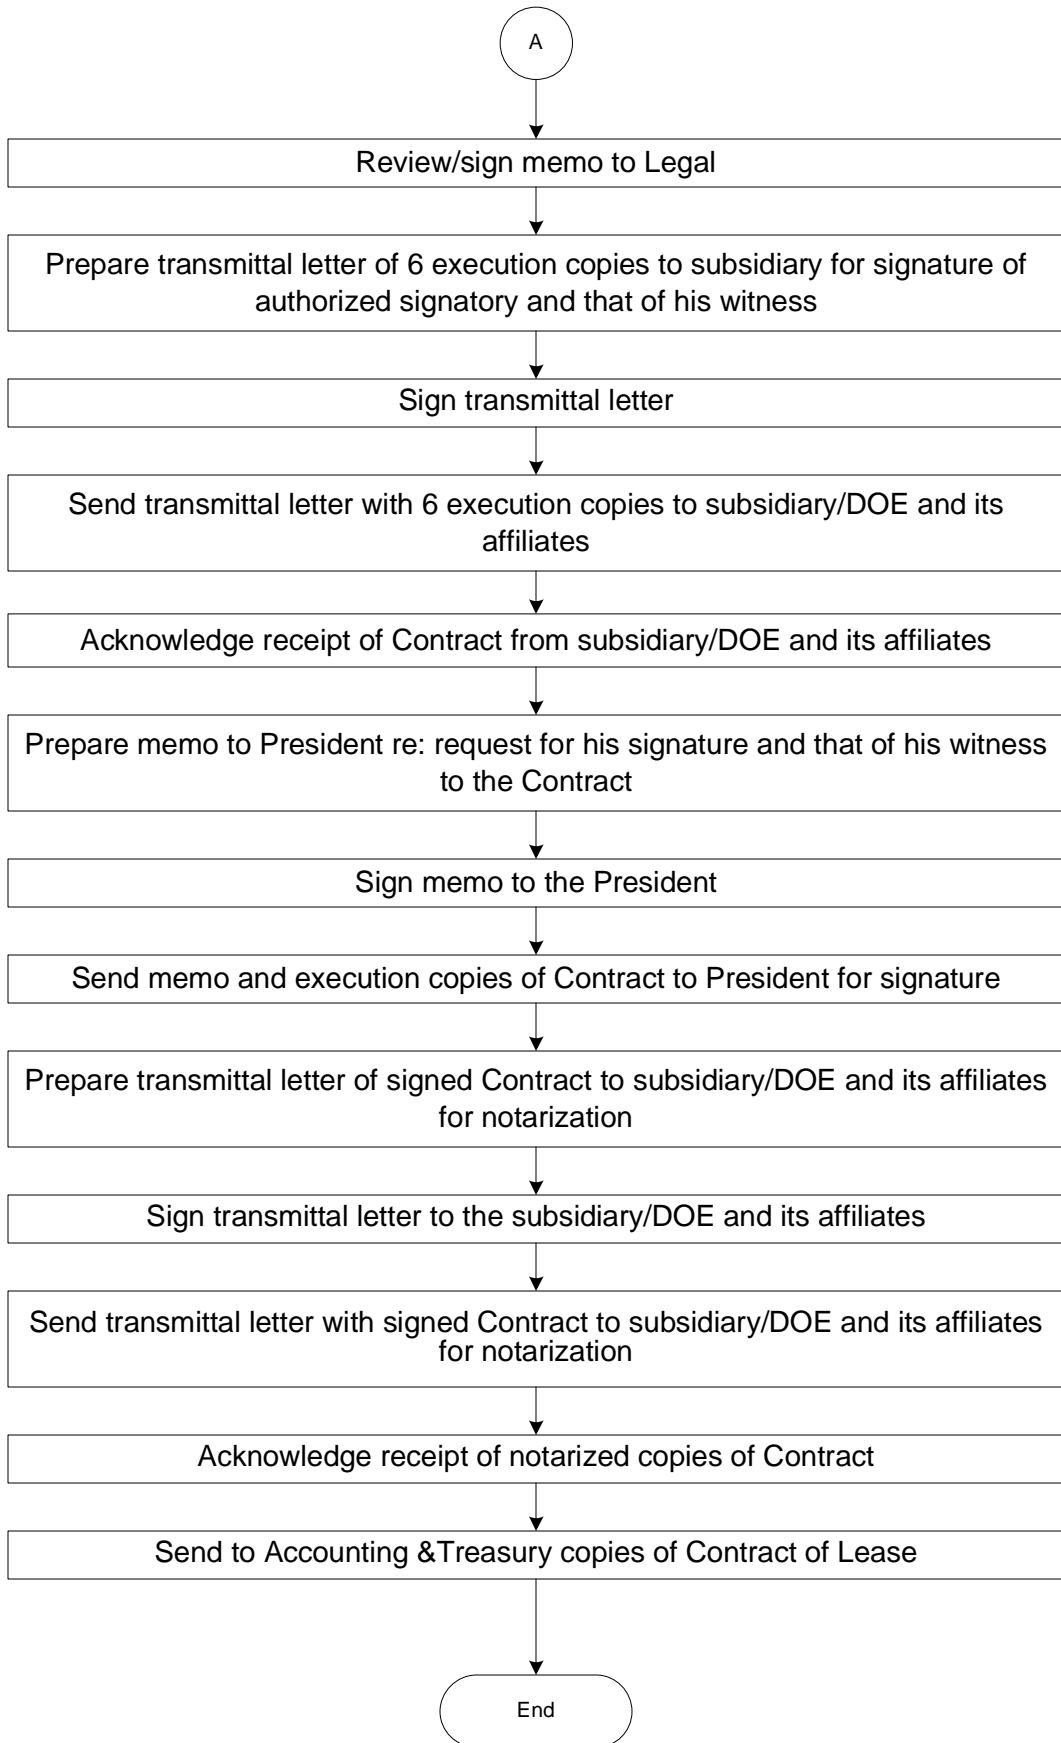 A
Review/sign memo to Legal
Prepare transmittal letter of 6 execution copies to subsidiary for signature of
authorized signatory and that of his witness
Sign transmittal letter
Send transmittal letter with 6 execution copies to subsidiary/DOE and its
affiliates
Acknowledge receipt of Contract from subsidiary/DOE and its affiliates
Prepare memo to President re: request for his signature and that of his witness
to the Contract
Sign memo to the President
Send memo and execution copies of Contract to President for signature
Prepare transmittal letter of signed Contract to subsidiary/DOE and its affiliates
for notarization
Sign transmittal letter to the subsidiary/DOE and its affiliates
Send transmittal letter with signed Contract to subsidiary/DOE and its affiliates
for notarization
Acknowledge receipt of notarized copies of Contract
Send to Accounting &Treasury copies of Contract of Lease
End